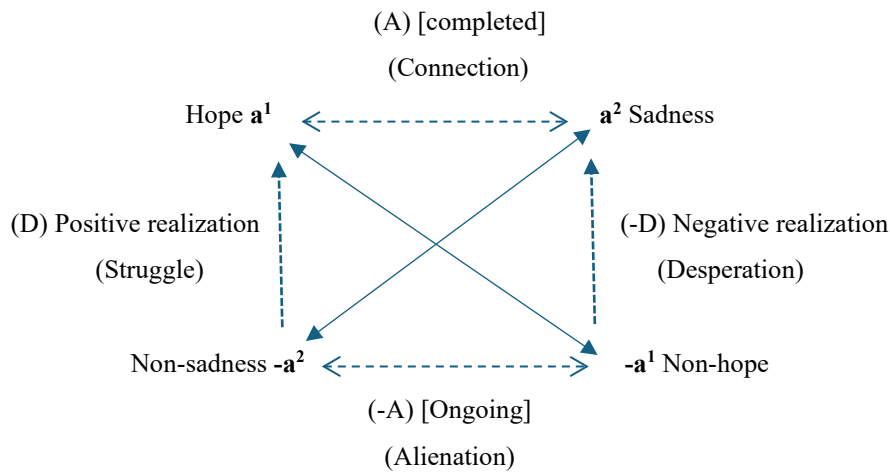 (A) [completed]
(Connection)
Hope a¹
a² Sadness
(D) Positive realization
(Struggle)
(-D) Negative realization
(Desperation)
Non-sadness -a²
-a¹ Non-hope
(-A) [Ongoing]
(Alienation)